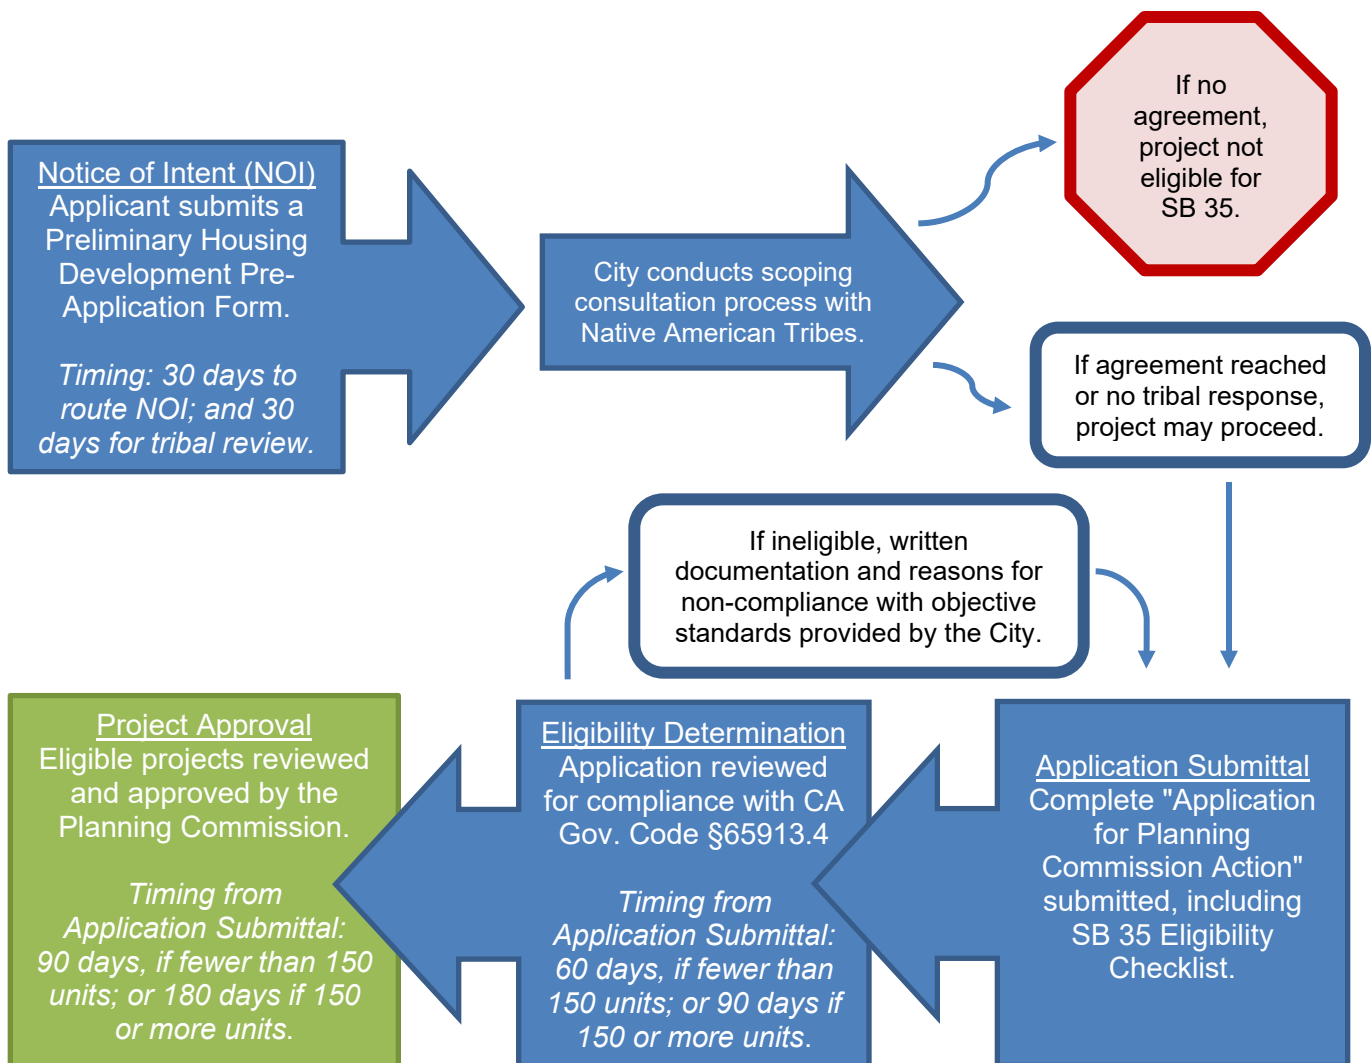 Notice of Intent (NOI)
Applicant submits a
Preliminary Housing
Development Pre-
Application Form.
Timing: 30 days to
route NOI; and 30
days for tribal review.
City conducts scoping
consultation process with
Native American Tribes.
If no
agreement,
project not
eligible for
SB 35.
If agreement reached
or no tribal response,
project may proceed.
If ineligible, written
documentation and reasons for
non-compliance with objective
standards provided by the City.
Application Submittal
Complete "Application
for Planning
Commission Action"
submitted, including
SB 35 Eligibility
Checklist.
Eligibility Determination
Application reviewed
for compliance with CA
Gov. Code §65913.4
Timing from
Application Submittal:
60 days, if fewer than
150 units; or 90 days if
150 or more units.
Project Approval
Eligible projects reviewed
and approved by the
Planning Commission.
Timing from
Application Submittal:
90 days, if fewer than 150
units; or 180 days if 150
or more units.